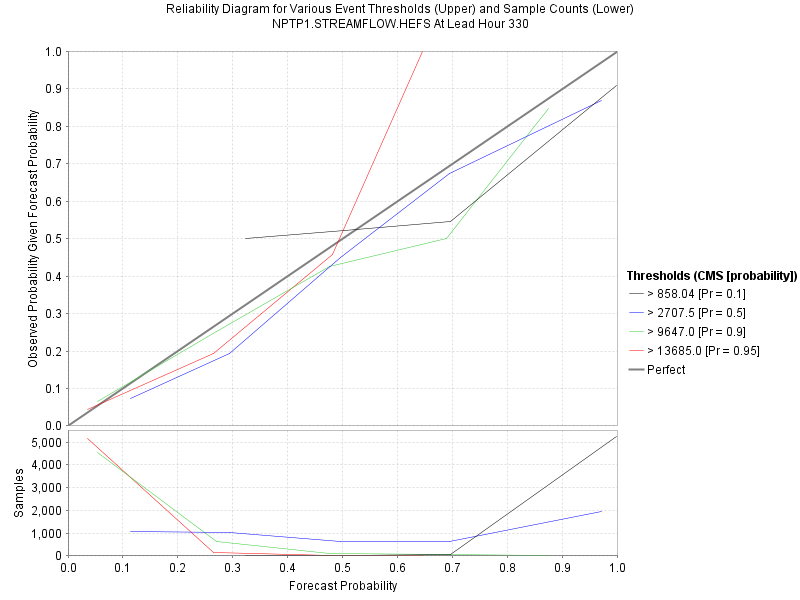 Reliability Diagram for Various Event Thresholds (Upper) and Sample Counts (Lower)
NPTP1.STREAMFLOW.HEFS At Lead Hour 330
Observed Probability Given Forecast Probability
1.0
0.9
0.8
0.7
0.6
0.5
0.4
0.3
0.2
0.1
0.0
Samples
5,000
4,000
3,000
2,000
1,000
0
0.0 0.1 0.2 0.3 0.4 0.5 0.6 0.7 0.8 0.9 1.0
Forecast Probability
Thresholds (CMS [probability])
> 858.04 [Pr = 0.1]
> 2707.5 [Pr = 0.5]
> 9647.0 [Pr = 0.9]
> 13685.0 [Pr = 0.95]
Perfect